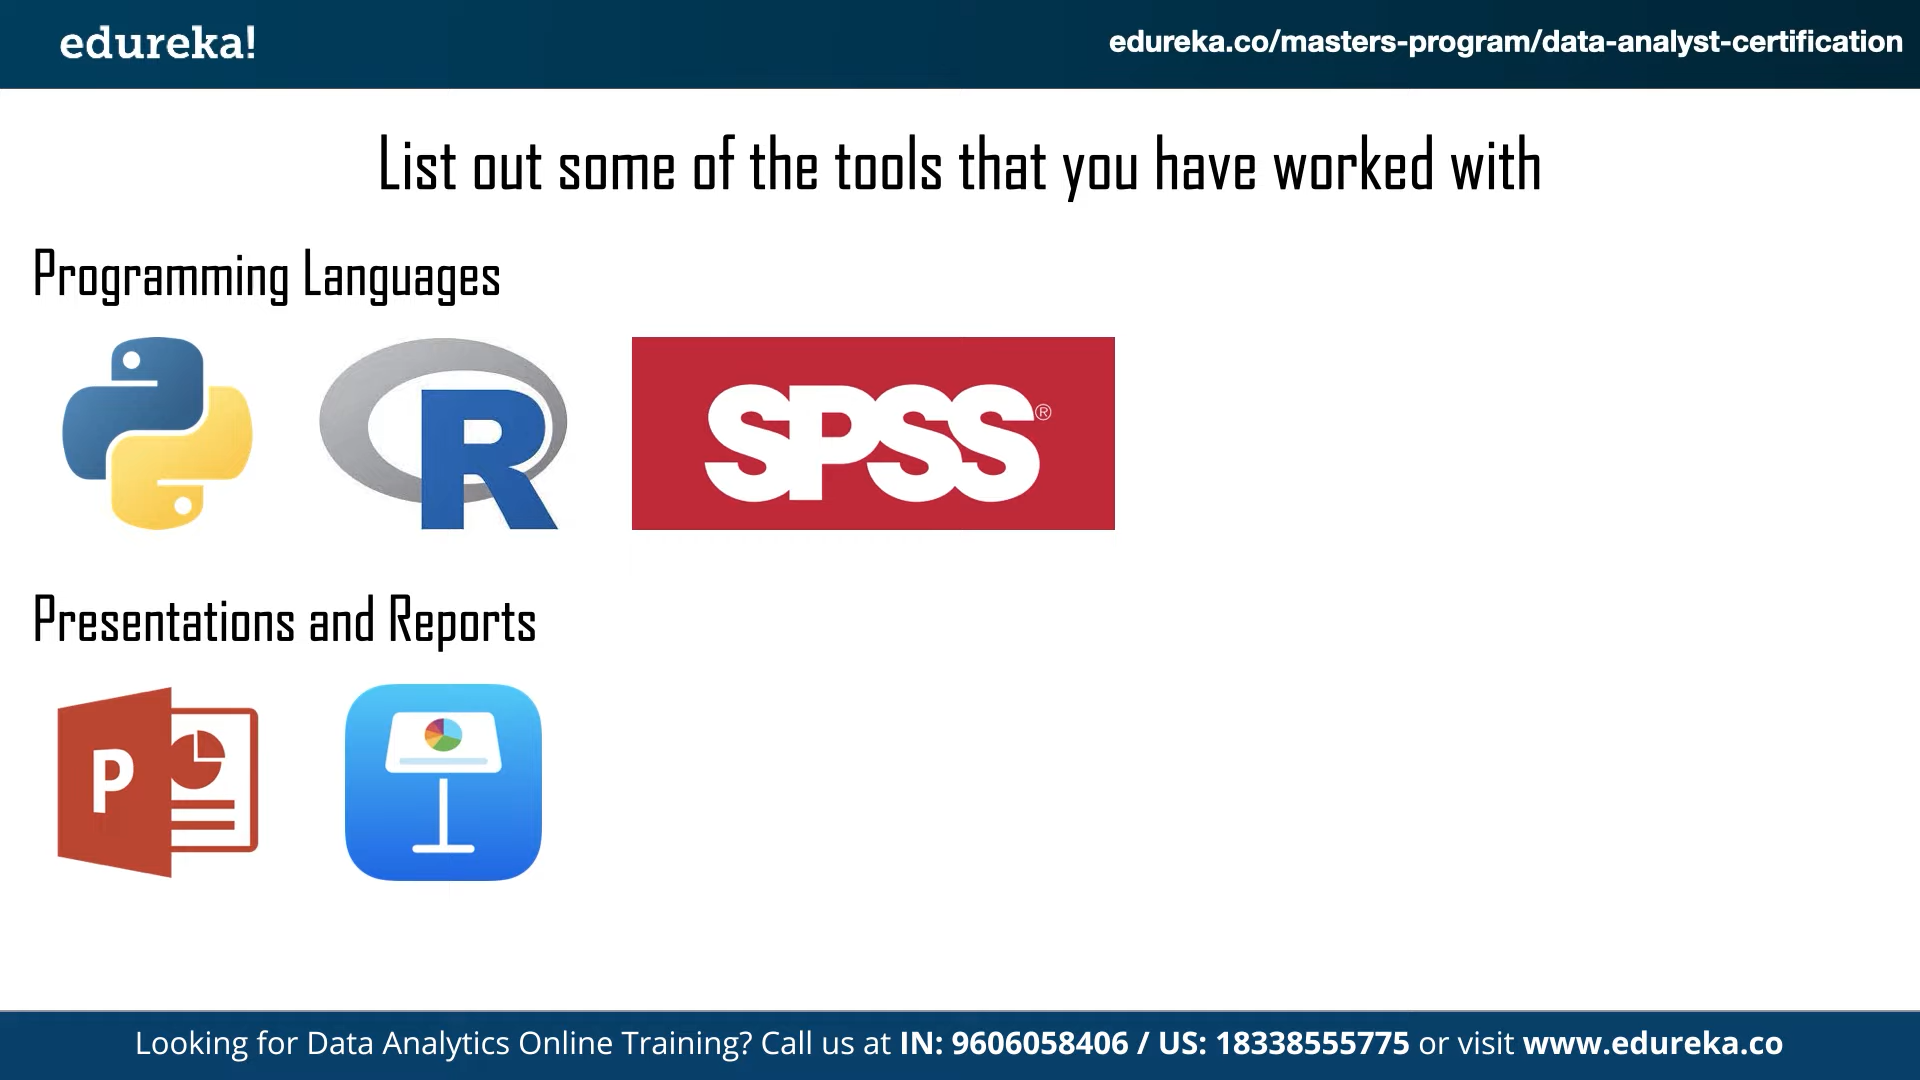 edureka!
edureka.co/masters-program/data-analyst-certification
List out some of the tools that you have worked with
Programming Languages
R
SPSS®
Presentations and Reports
P
Looking for Data Analytics Online Training? Call us at IN: 9606058406 / US: 18338555775 or visit www.edureka.co